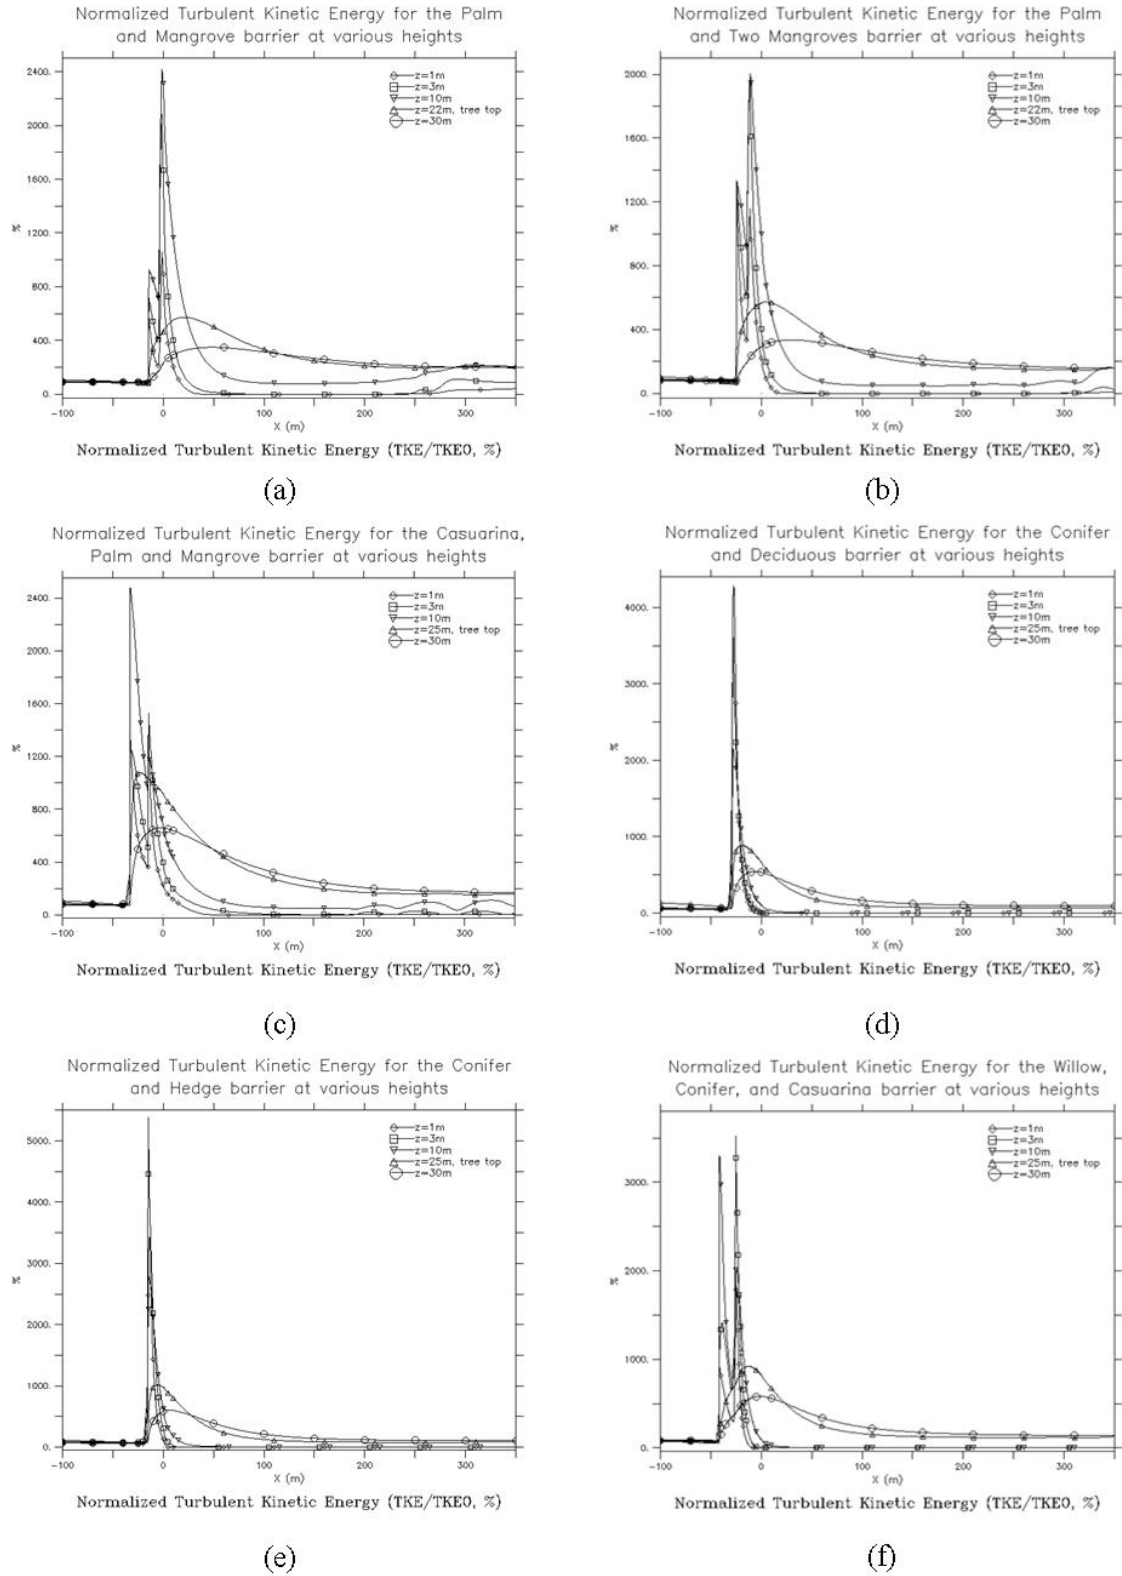 Normalized Turbulent Kinetic Energy for the Palm
and Mangrove barrier at various heights
2400.
2000.
1600.
1200.
800.
400.
0.
%
z=1m
z=3m
z=10m
z=22m, tree top
z=30m
-100 0 100 200 300
X (m)
Normalized Turbulent Kinetic Energy (TKE/TKE0, %)
(a)
Normalized Turbulent Kinetic Energy for the Palm
and Two Mangroves barrier at various heights
2000.
1600.
1200.
800.
400.
0.
%
z=1m
z=3m
z=10m
z=22m, tree top
z=30m
-100 0 100 200 300
X (m)
Normalized Turbulent Kinetic Energy (TKE/TKE0, %)
(b)
Normalized Turbulent Kinetic Energy for the Casuarina,
Palm and Mangrove barrier at various heights
2400.
2000.
1600.
1200.
800.
400.
0.
%
z=1m
z=3m
z=10m
z=25m, tree top
z=30m
-100 0 100 200 300
X (m)
Normalized Turbulent Kinetic Energy (TKE/TKE0, %)
(c)
Normalized Turbulent Kinetic Energy for the Conifer
and Deciduous barrier at various heights
4000.
3000.
2000.
1000.
0.
%
z=1m
z=3m
z=10m
z=25m, tree top
z=30m
-100 0 100 200 300
X (m)
Normalized Turbulent Kinetic Energy (TKE/TKE0, %)
(d)
Normalized Turbulent Kinetic Energy for the Conifer
and Hedge barrier at various heights
5000.
4000.
3000.
2000.
1000.
0.
%
z=1m
z=3m
z=10m
z=25m, tree top
z=30m
-100 0 100 200 300
X (m)
Normalized Turbulent Kinetic Energy (TKE/TKE0, %)
(e)
Normalized Turbulent Kinetic Energy for the Willow,
Conifer, and Casuarina barrier at various heights
3000.
2000.
1000.
0.
%
z=1m
z=3m
z=10m
z=25m, tree top
z=30m
-100 0 100 200 300
X (m)
Normalized Turbulent Kinetic Energy (TKE/TKE0, %)
(f)